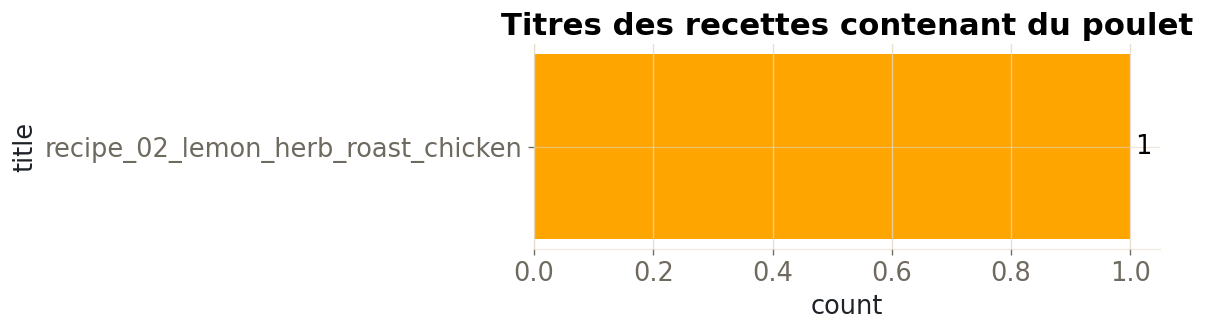 Titres des recettes contenant du poulet
title
recipe_02_lemon_herb_roast_chicken
1
0.0 0.2 0.4 0.6 0.8 1.0
count